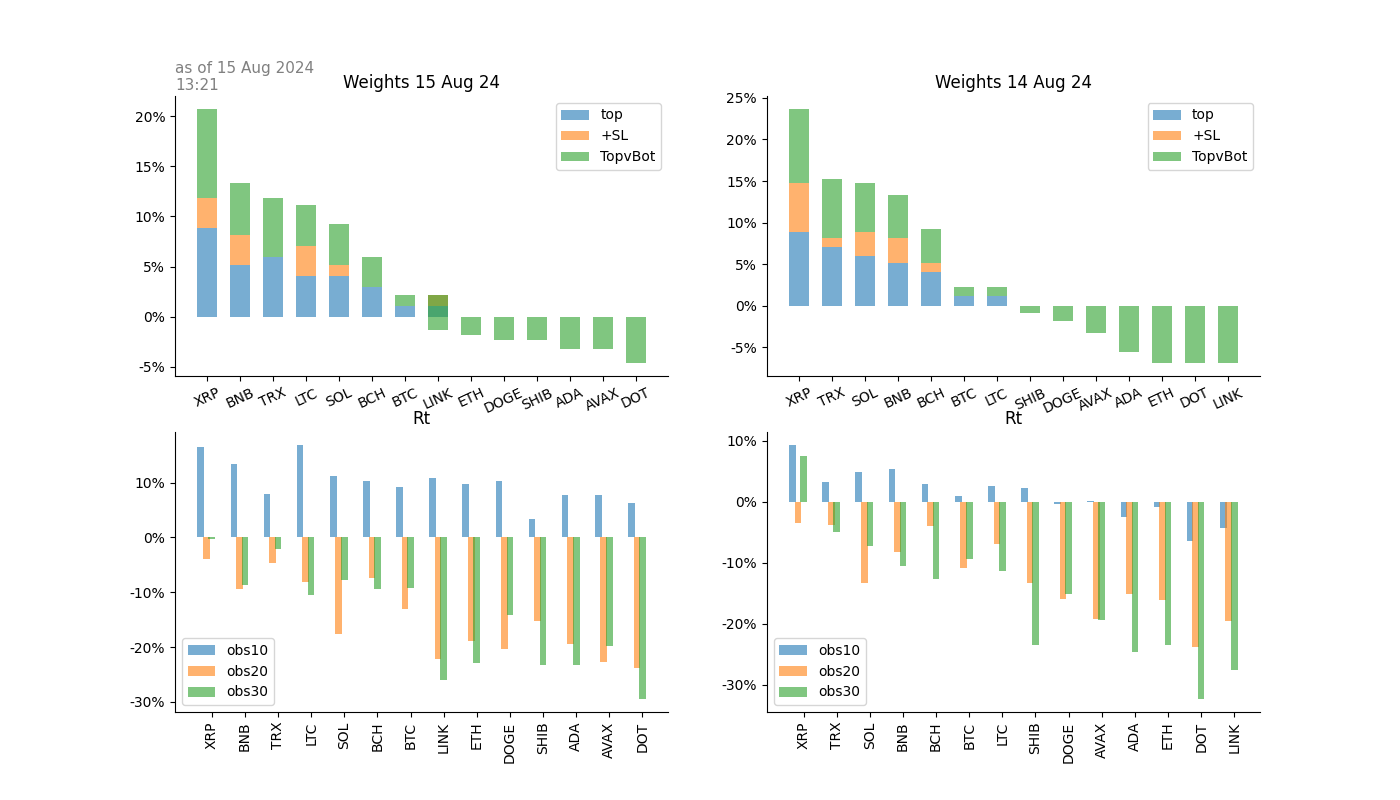 as of 15 Aug 2024
13:21
Weights 15 Aug 24
20%
15%
10%
5%
0%
-5%
top
+SL
TopvBot
XRP BNB TRX LTC SOL BCH BTC LINK ETH DOGE SHIB ADA AVAX DOT
Weights 14 Aug 24
25%
20%
15%
10%
5%
0%
-5%
top
+SL
TopvBot
XRP TRX SOL BNB BCH BTC LTC SHIB DOGE AVAX ADA ETH DOT LINK
Rt
10%
0%
-10%
-20%
-30%
obs10
obs20
obs30
XRP BNB TRX LTC SOL BCH BTC LINK ETH DOGE SHIB ADA AVAX DOT
Rt
10%
0%
-10%
-20%
-30%
obs10
obs20
obs30
XRP TRX SOL BNB BCH BTC LTC SHIB DOGE AVAX ADA ETH DOT LINK